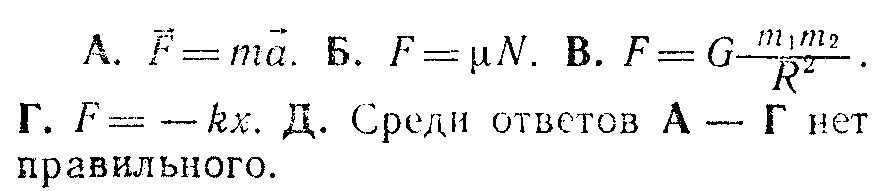 А. F⃗ = ma⃗. Б. F = μN. В. F = G m₁m₂/R².
Г. F = — kx. Д. Среди ответов А — Г нет
правильного.